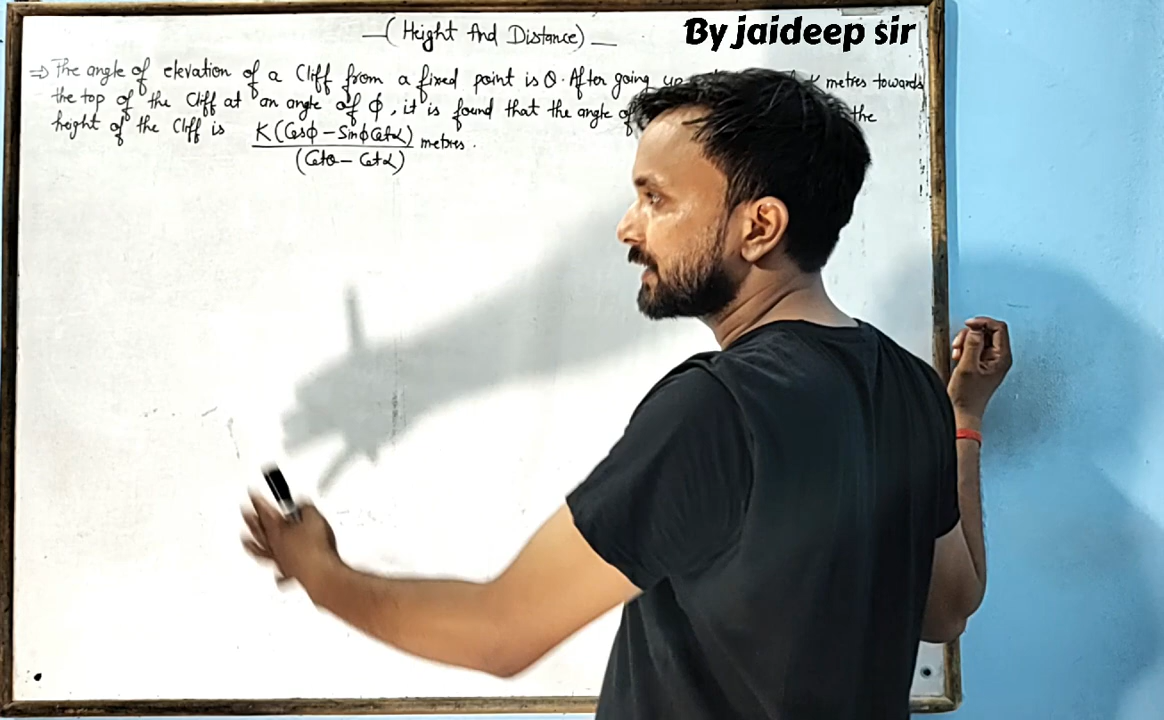 —( Height And Distance) —
By jaideep sir
⇒ The angle of elevation of a Cliff from a fixed point is θ. After going up K metres towards
the top of the Cliff at an angle of φ, it is found that the angle of the
height of the Cliff is K(Cosφ - Sinφ Cotα) / (Cotθ - Cotα) metres.